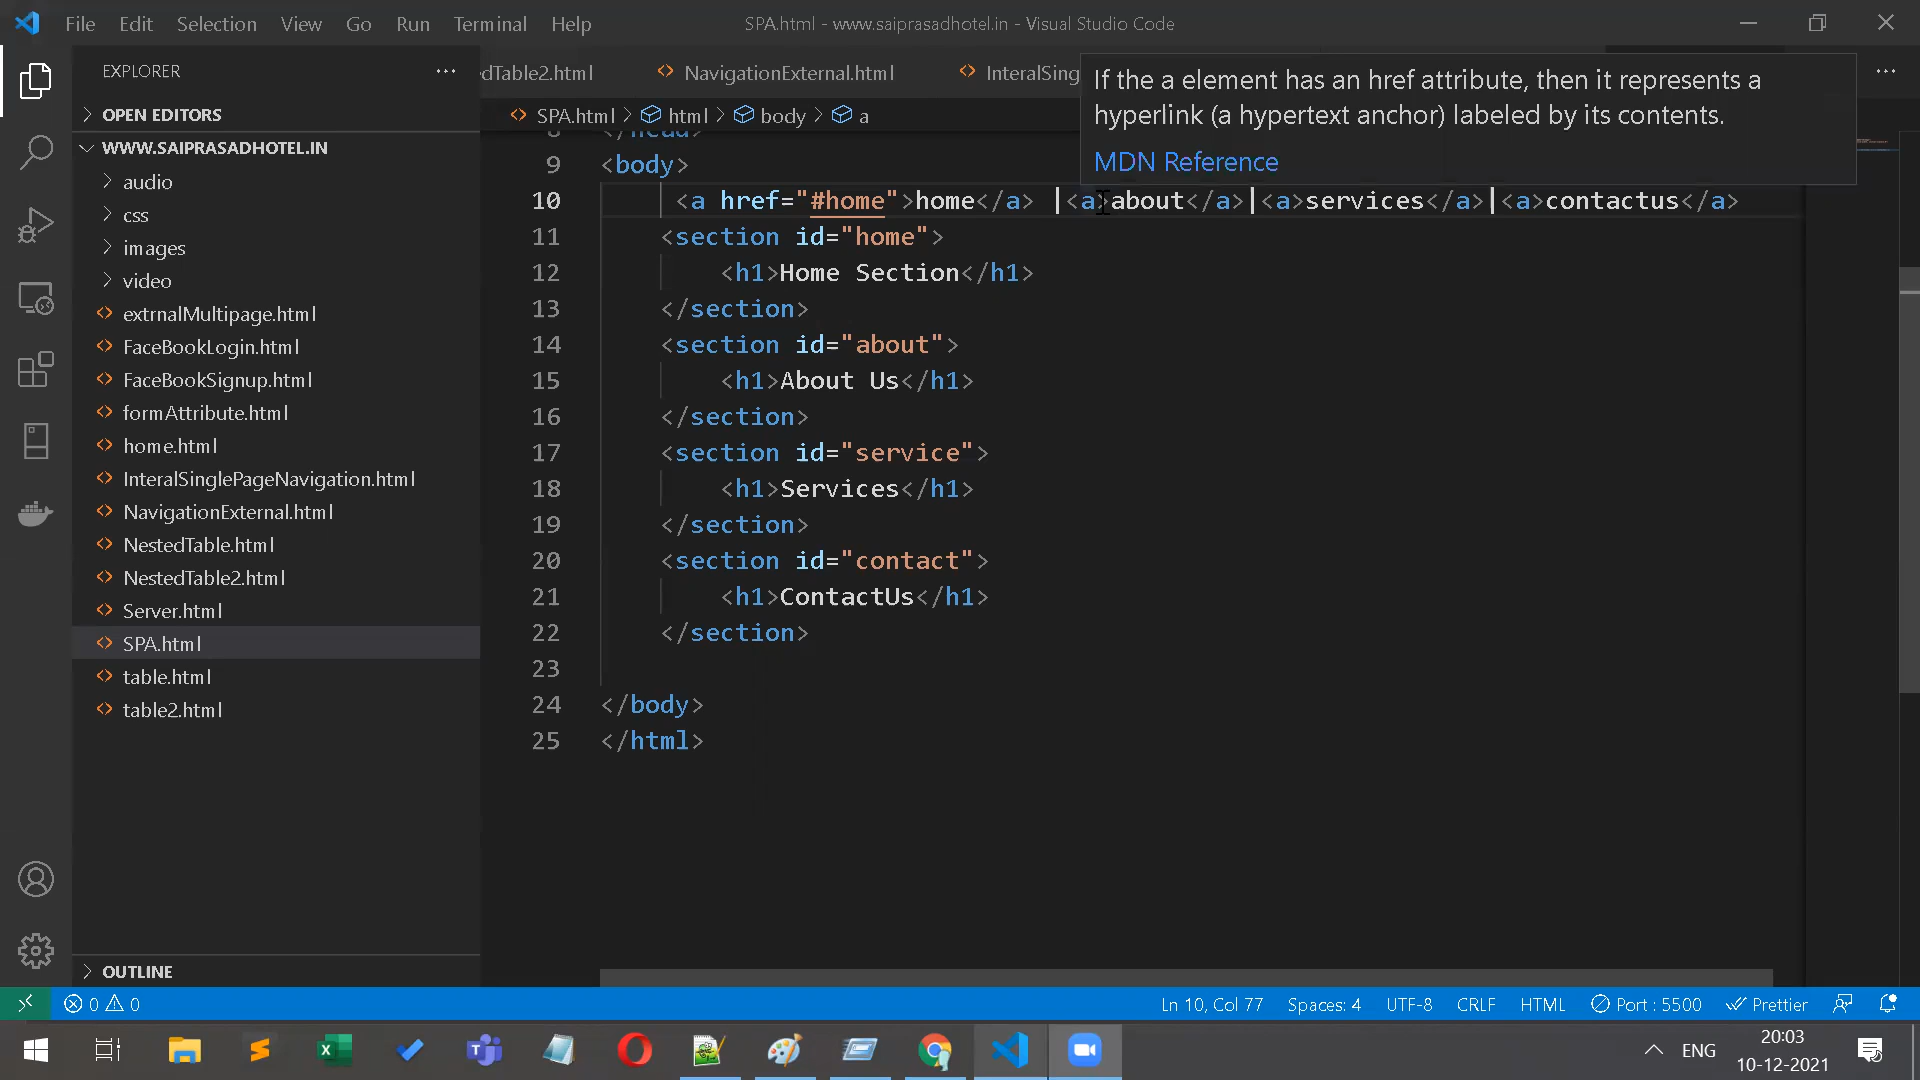 File Edit Selection View Go Run Terminal Help
SPA.html - www.saiprasadhotel.in - Visual Studio Code
EXPLORER
OPEN EDITORS
WWW.SAIPRASADHOTEL.IN
audio
css
images
video
extrnalMultipage.html
FaceBookLogin.html
FaceBookSignup.html
formAttribute.html
home.html
InteralSinglePageNavigation.html
NavigationExternal.html
NestedTable.html
NestedTable2.html
Server.html
SPA.html
table.html
table2.html
OUTLINE
dTable2.html NavigationExternal.html InteralSing
SPA.html > html > body > a
If the a element has an href attribute, then it represents a
hyperlink (a hypertext anchor) labeled by its contents.
MDN Reference
8 </head>
9 <body>
10 <a href="#home">home</a> |<a>about</a>|<a>services</a>|<a>contactus</a>
11 <section id="home">
12 <h1>Home Section</h1>
13 </section>
14 <section id="about">
15 <h1>About Us</h1>
16 </section>
17 <section id="service">
18 <h1>Services</h1>
19 </section>
20 <section id="contact">
21 <h1>ContactUs</h1>
22 </section>
23
24 </body>
25 </html>
0 0 Ln 10, Col 77 Spaces: 4 UTF-8 CRLF HTML Port : 5500 Prettier
ENG
20:03
10-12-2021